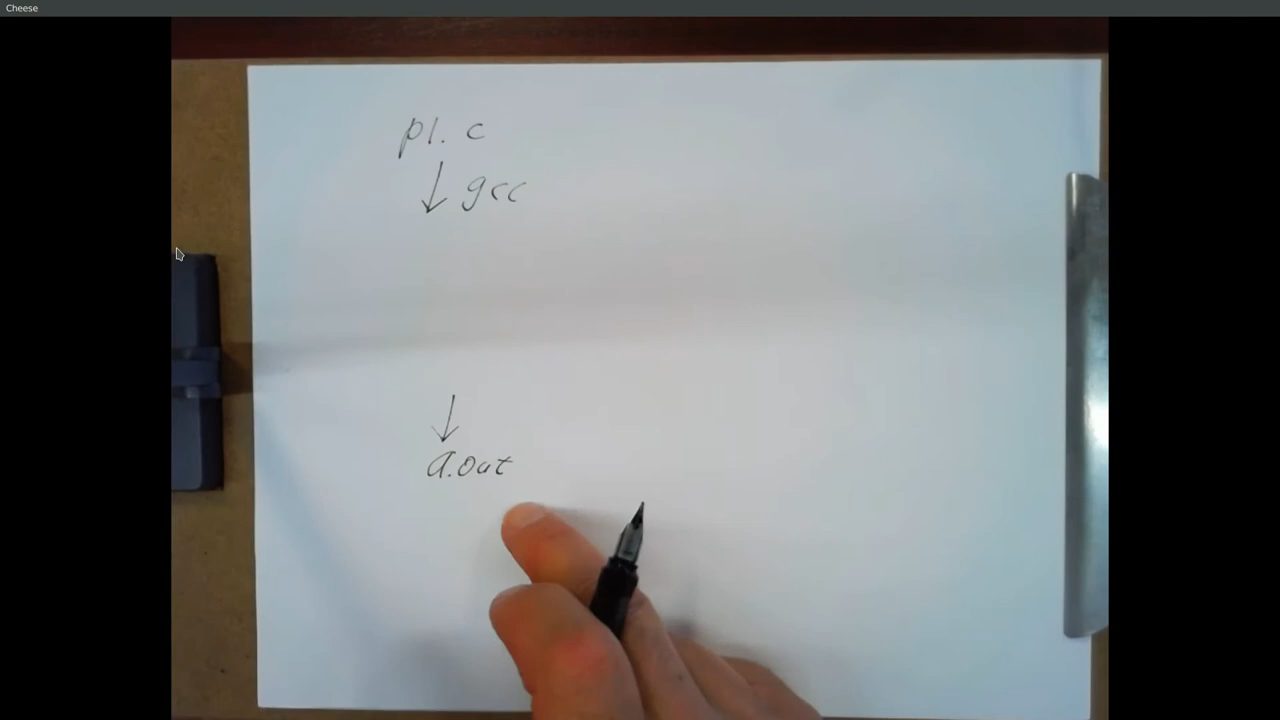 Cheese
p1. c
↓ gcc
↓
a.out